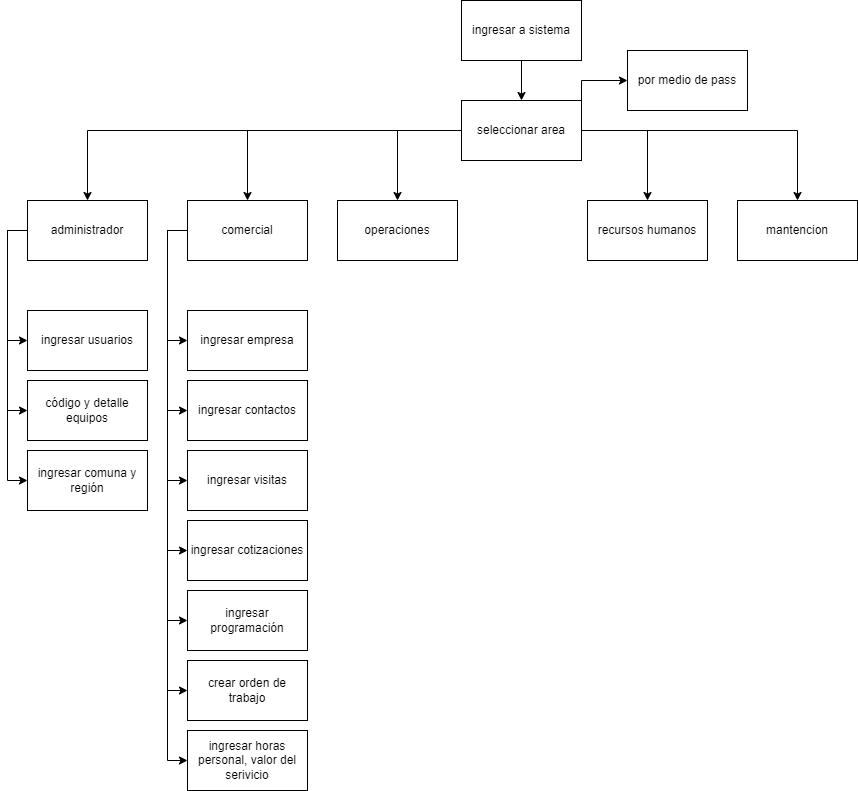 ingresar a sistema
por medio de pass
seleccionar area
administrador
comercial
operaciones
recursos humanos
mantencion
ingresar usuarios
código y detalle
equipos
ingresar comuna y
región
ingresar empresa
ingresar contactos
ingresar visitas
ingresar cotizaciones
ingresar
programación
crear orden de
trabajo
ingresar horas
personal, valor del
serivicio